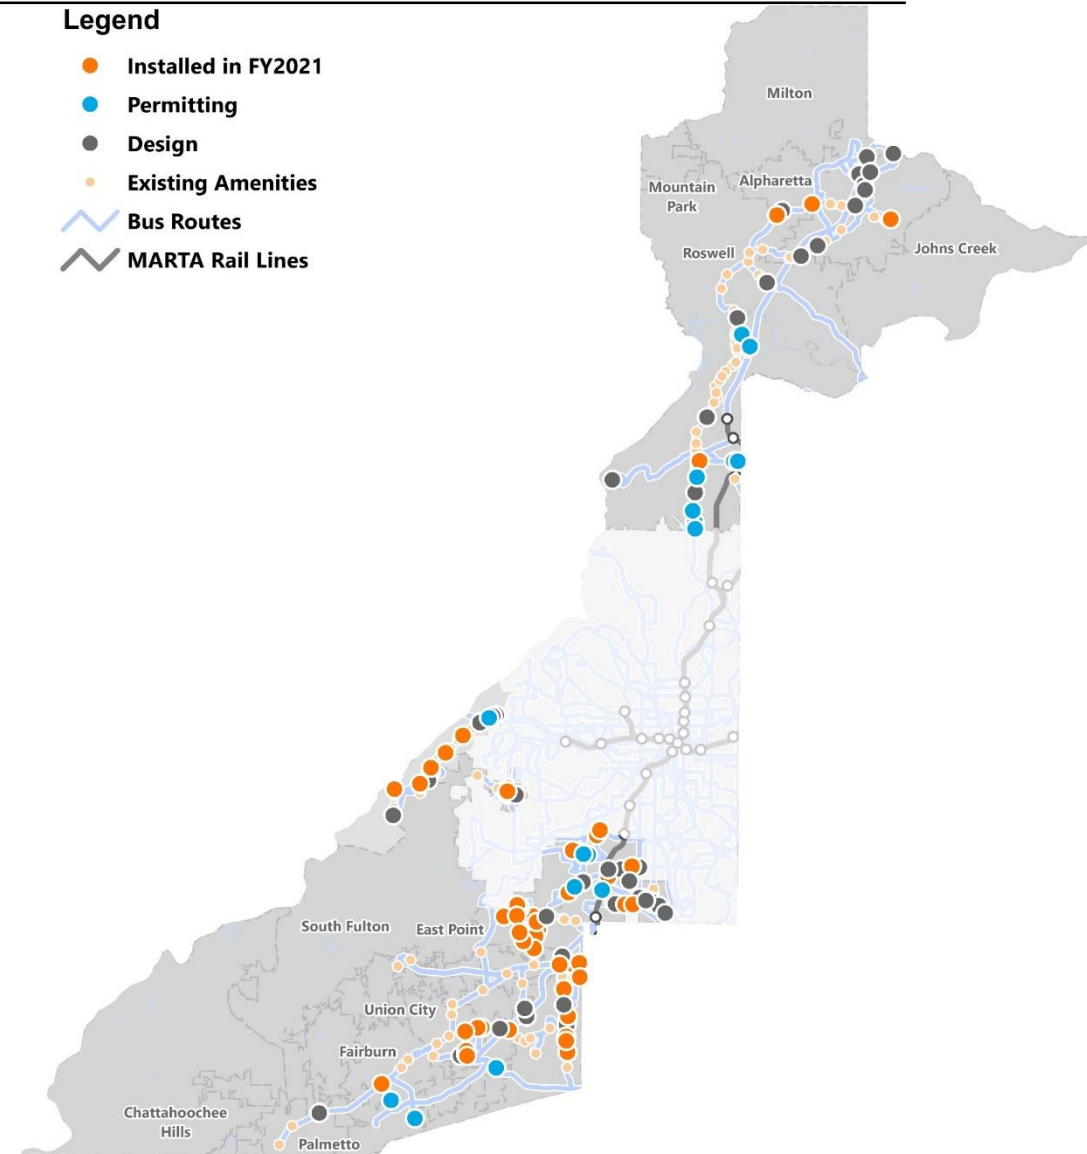 Legend
Installed in FY2021
Permitting
Design
Existing Amenities
Bus Routes
MARTA Rail Lines
Milton
Mountain
Park
Alpharetta
Roswell
Johns Creek
South Fulton
East Point
Union City
Fairburn
Chattahoochee
Hills
Palmetto